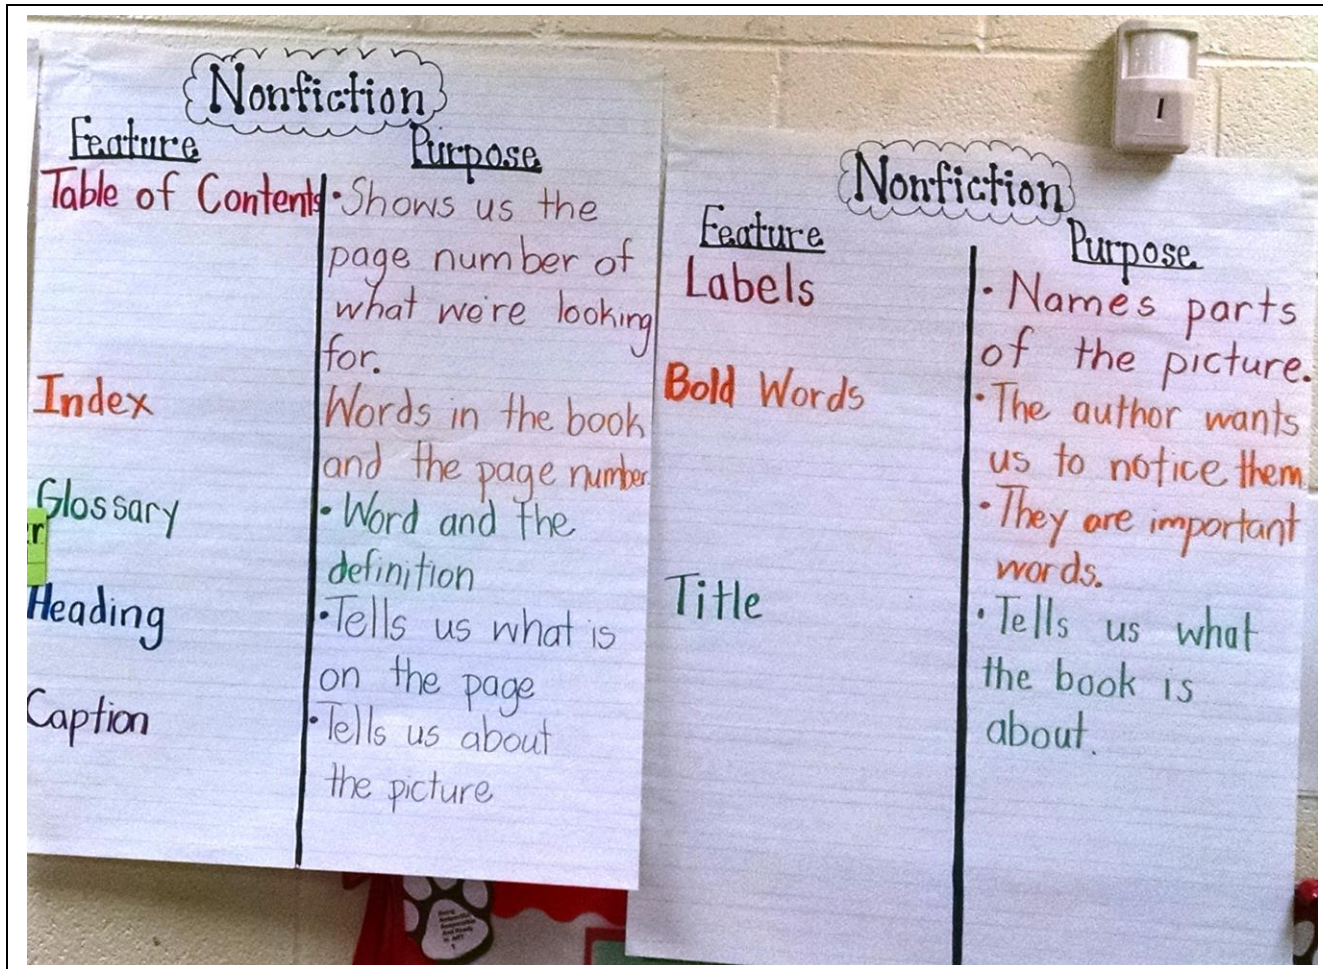 Nonfiction
Feature Purpose
Table of Contents • Shows us the
page number of
what we're looking
for.
Index Words in the book
and the page number.
Glossary • Word and the
definition
Heading • Tells us what is
on the page
Caption • Tells us about
the picture
Nonfiction
Feature Purpose
Labels • Names parts
of the picture.
Bold Words • The author wants
us to notice them
• They are important
words.
Title • Tells us what
the book is
about.